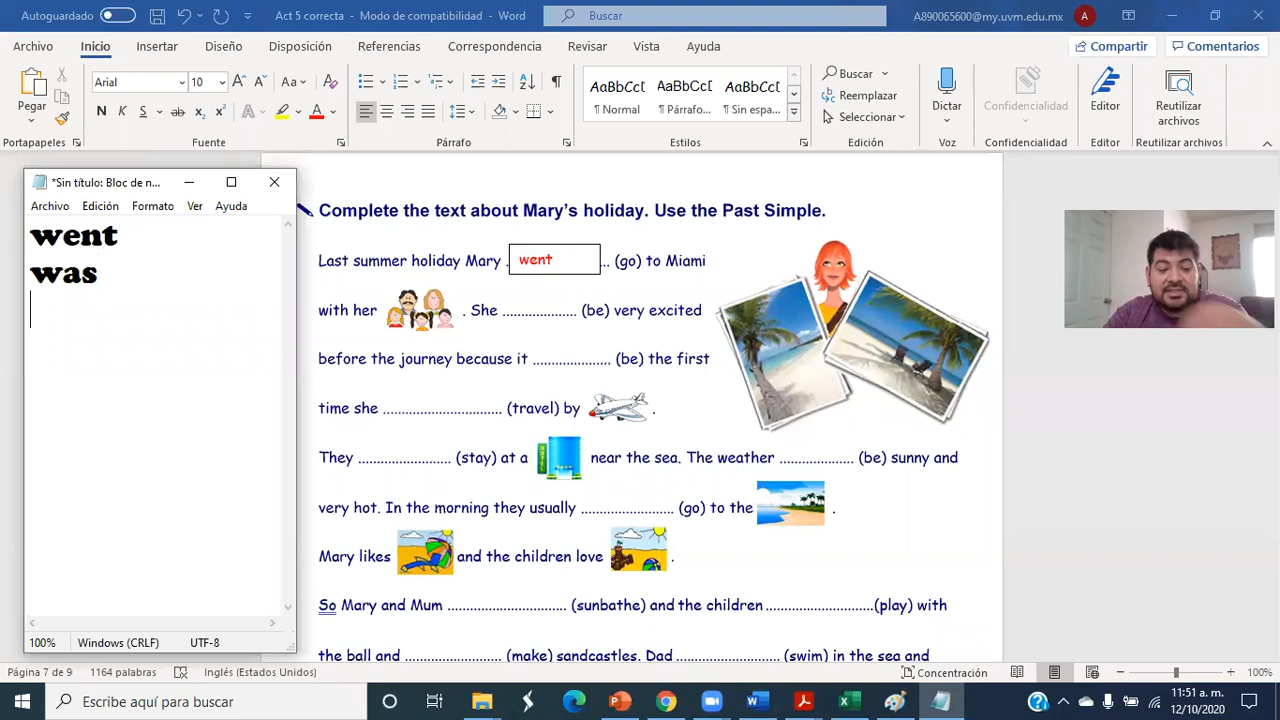 Autoguardado
Act 5 correcta - Modo de compatibilidad - Word
Buscar
A890065600@my.uvm.edu.mx
A
Archivo Inicio Insertar Diseño Disposición Referencias Correspondencia Revisar Vista Ayuda
Compartir Comentarios
Pegar
Arial 10
AaBbCcI AaBbCcI AaBbCcI
¶ Normal ¶ Párrafo... ¶ Sin espa...
Buscar
Reemplazar
Seleccionar
Dictar
Confidencialidad
Editor
Reutilizar archivos
Portapapeles Fuente Párrafo Estilos Edición Voz Confidencialidad Editor Reutilizar archivos
*Sin título: Bloc de n...
Archivo Edición Formato Ver Ayuda
went
was
100% Windows (CRLF) UTF-8
Complete the text about Mary's holiday. Use the Past Simple.
Last summer holiday Mary . went ... (go) to Miami
with her . She .................... (be) very excited
before the journey because it ..................... (be) the first
time she ................................ (travel) by .
They ......................... (stay) at a HOTEL near the sea. The weather .................... (be) sunny and
very hot. In the morning they usually ......................... (go) to the .
Mary likes and the children love .
So Mary and Mum ................................ (sunbathe) and the children .............................(play) with
the ball and .......................... (make) sandcastles. Dad ............................ (swim) in the sea and
Página 7 de 9 1164 palabras Inglés (Estados Unidos) Concentración 100%
Escribe aquí para buscar
11:51 a. m.
12/10/2020